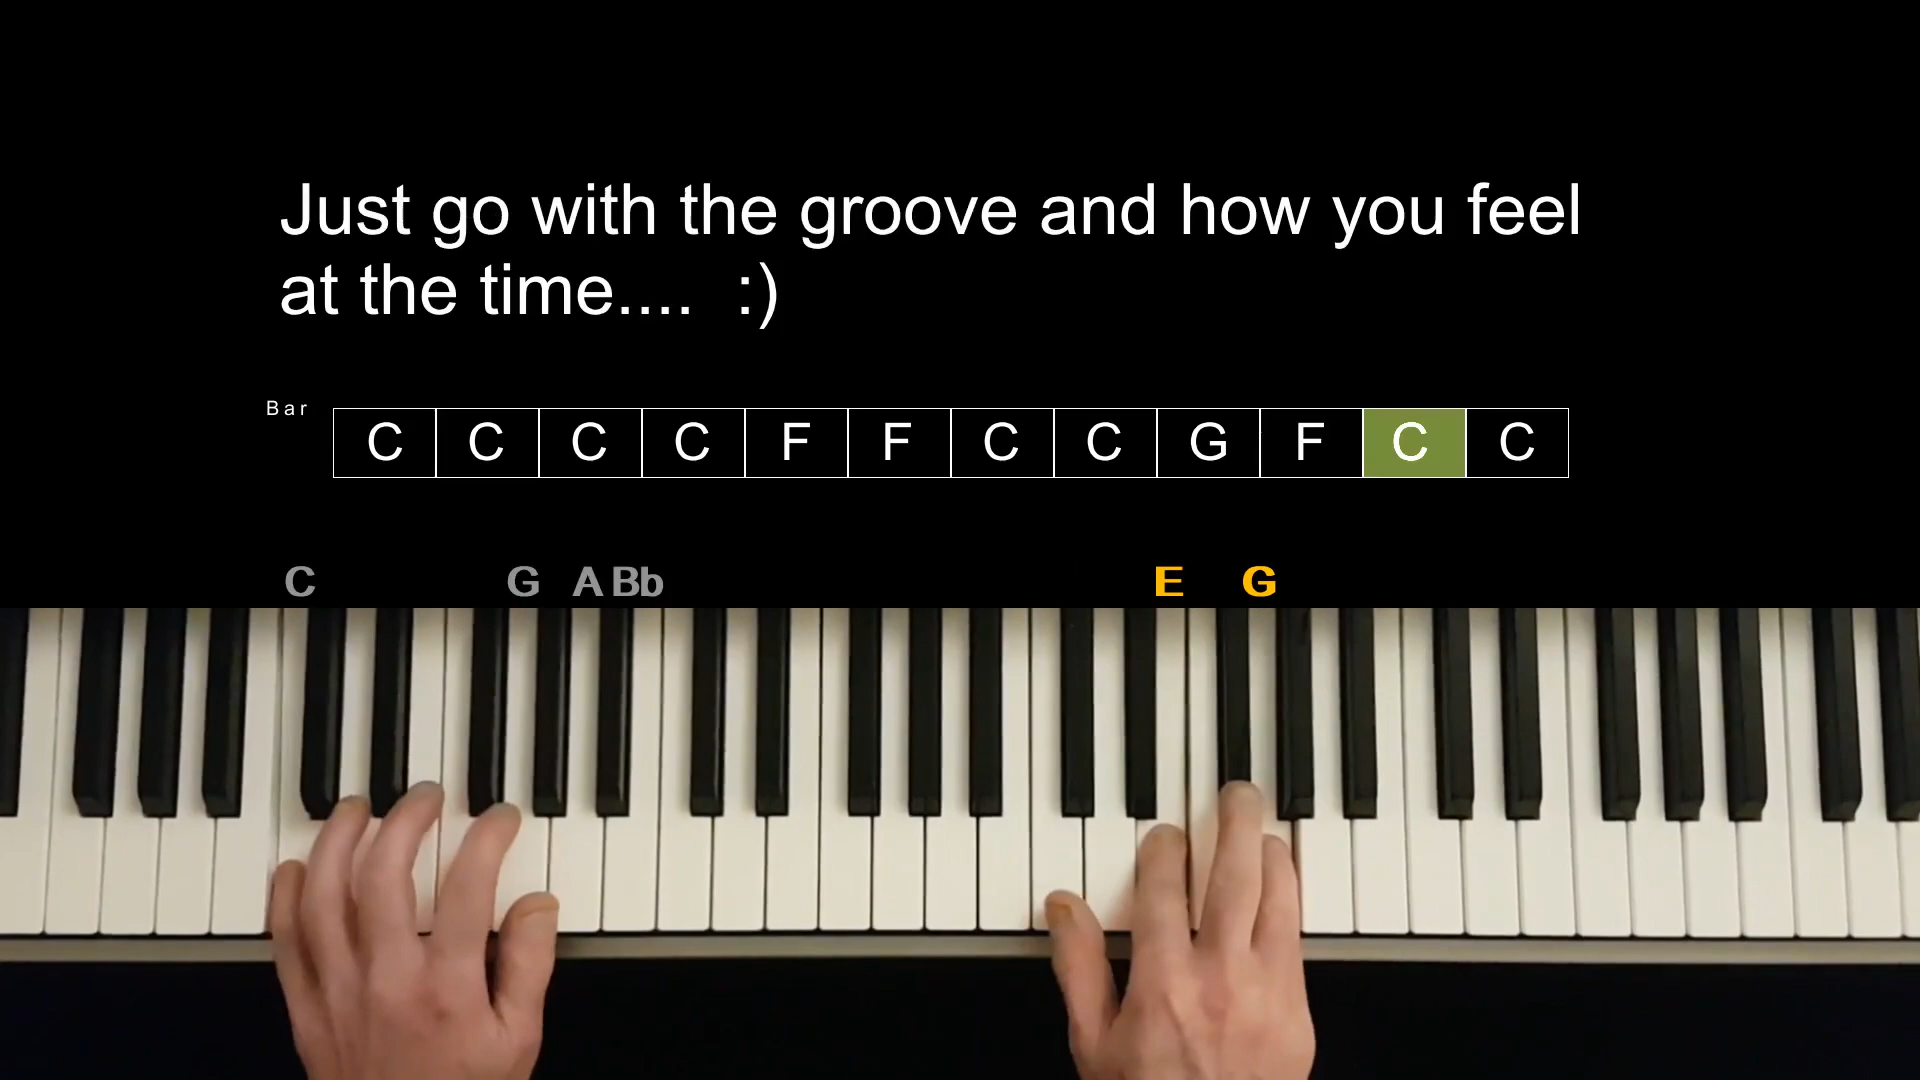 Just go with the groove and how you feel
at the time....  :)
Bar
C C C C F F C C G F C C
C G A Bb E G